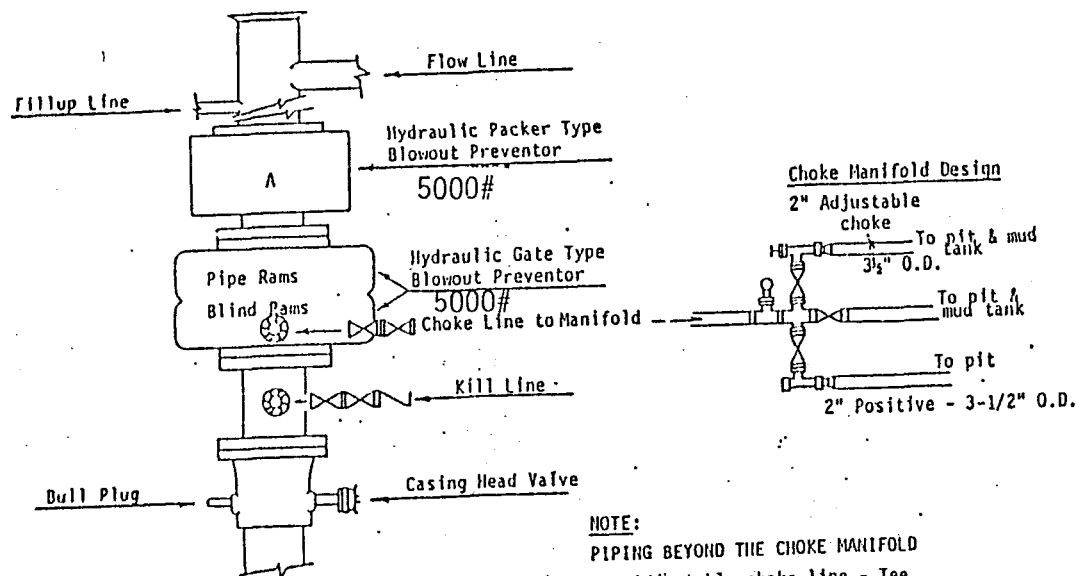 Flow Line
Fillup Line
Hydraulic Packer Type
Blowout Preventor
5000#
A
Hydraulic Gate Type
Blowout Preventor
5000#
Pipe Rams
Blind Rams
Choke Line to Manifold
Kill Line
Bull Plug
Casing Head Valve
Choke Manifold Design
2" Adjustable
choke
To pit & mud
tank
3½" O.D.
To pit &
mud tank
To pit
2" Positive - 3-1/2" O.D.
NOTE:
PIPING BEYOND THE CHOKE MANIFOLD
choke line - Tee